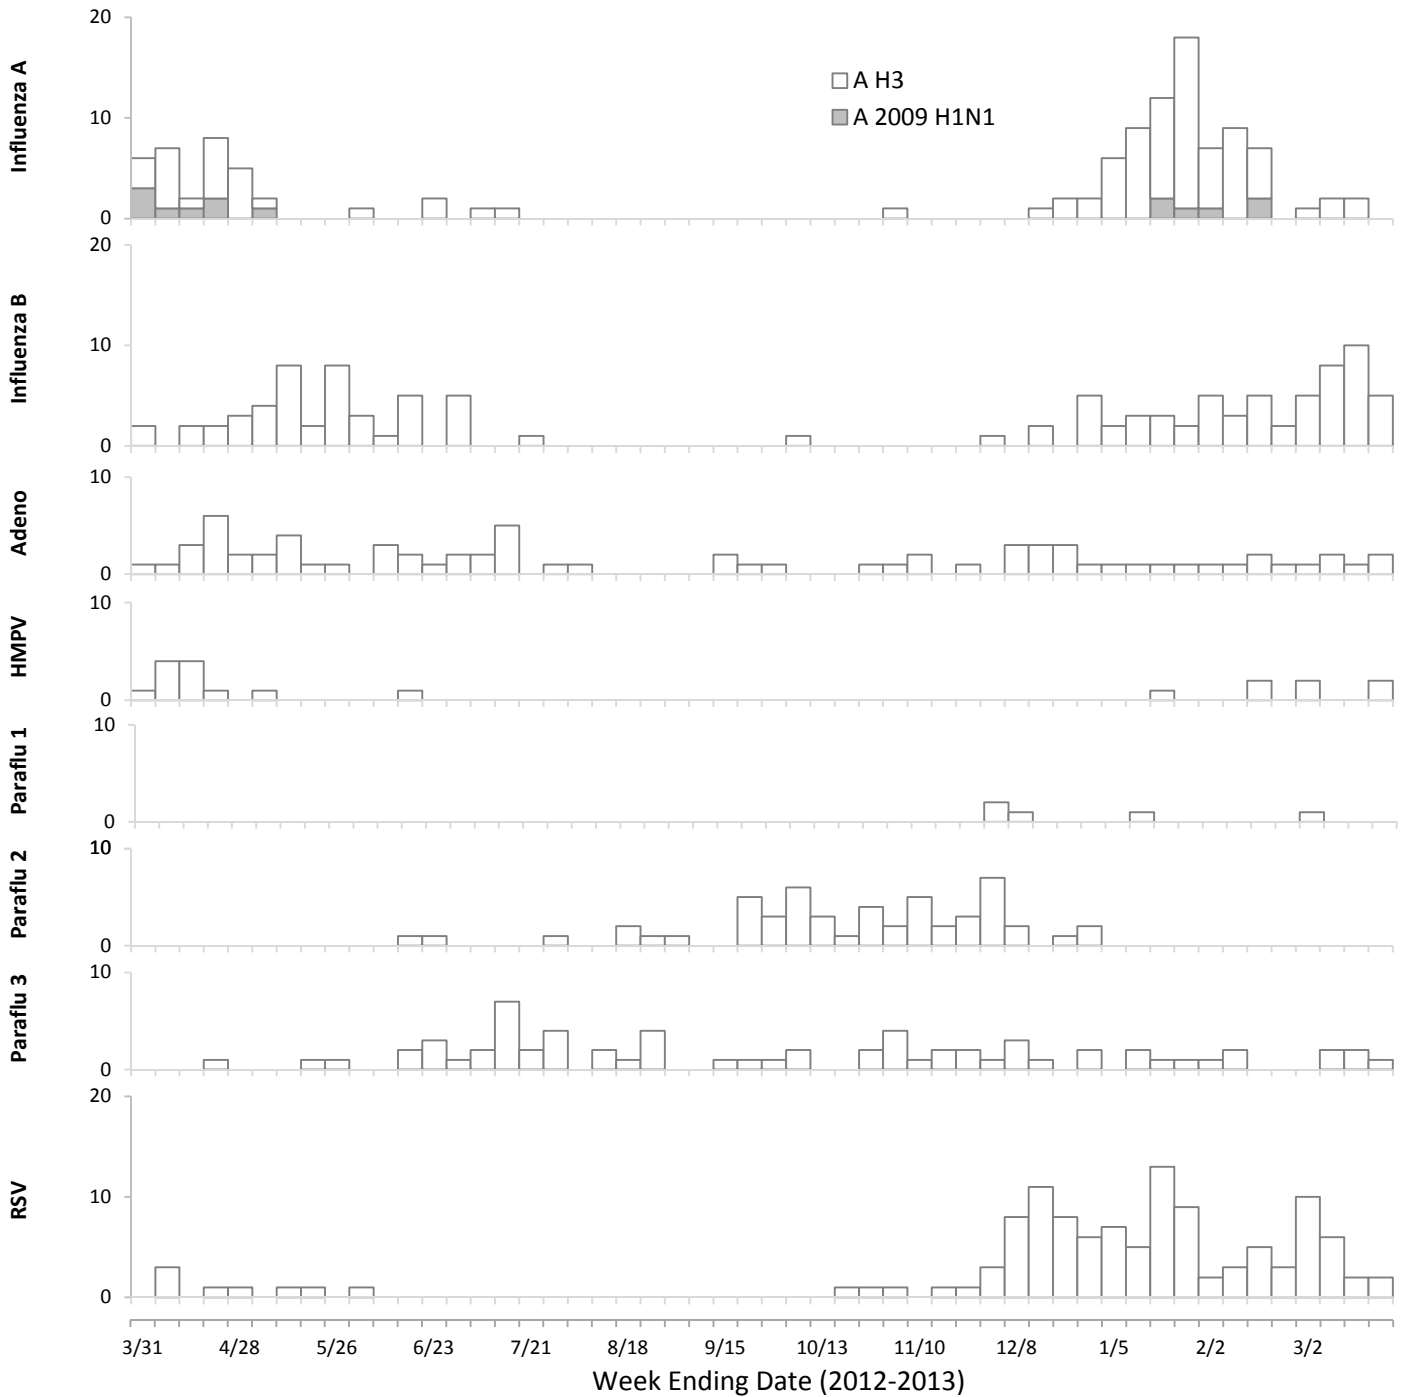 Influenza A
20
10
0
A H3
A 2009 H1N1
Influenza B
20
10
0
Adeno
10
0
HMPV
10
0
Paraflu 1
10
0
Paraflu 2
10
0
Paraflu 3
10
0
RSV
20
10
0
3/31 4/28 5/26 6/23 7/21 8/18 9/15 10/13 11/10 12/8 1/5 2/2 3/2
Week Ending Date (2012-2013)